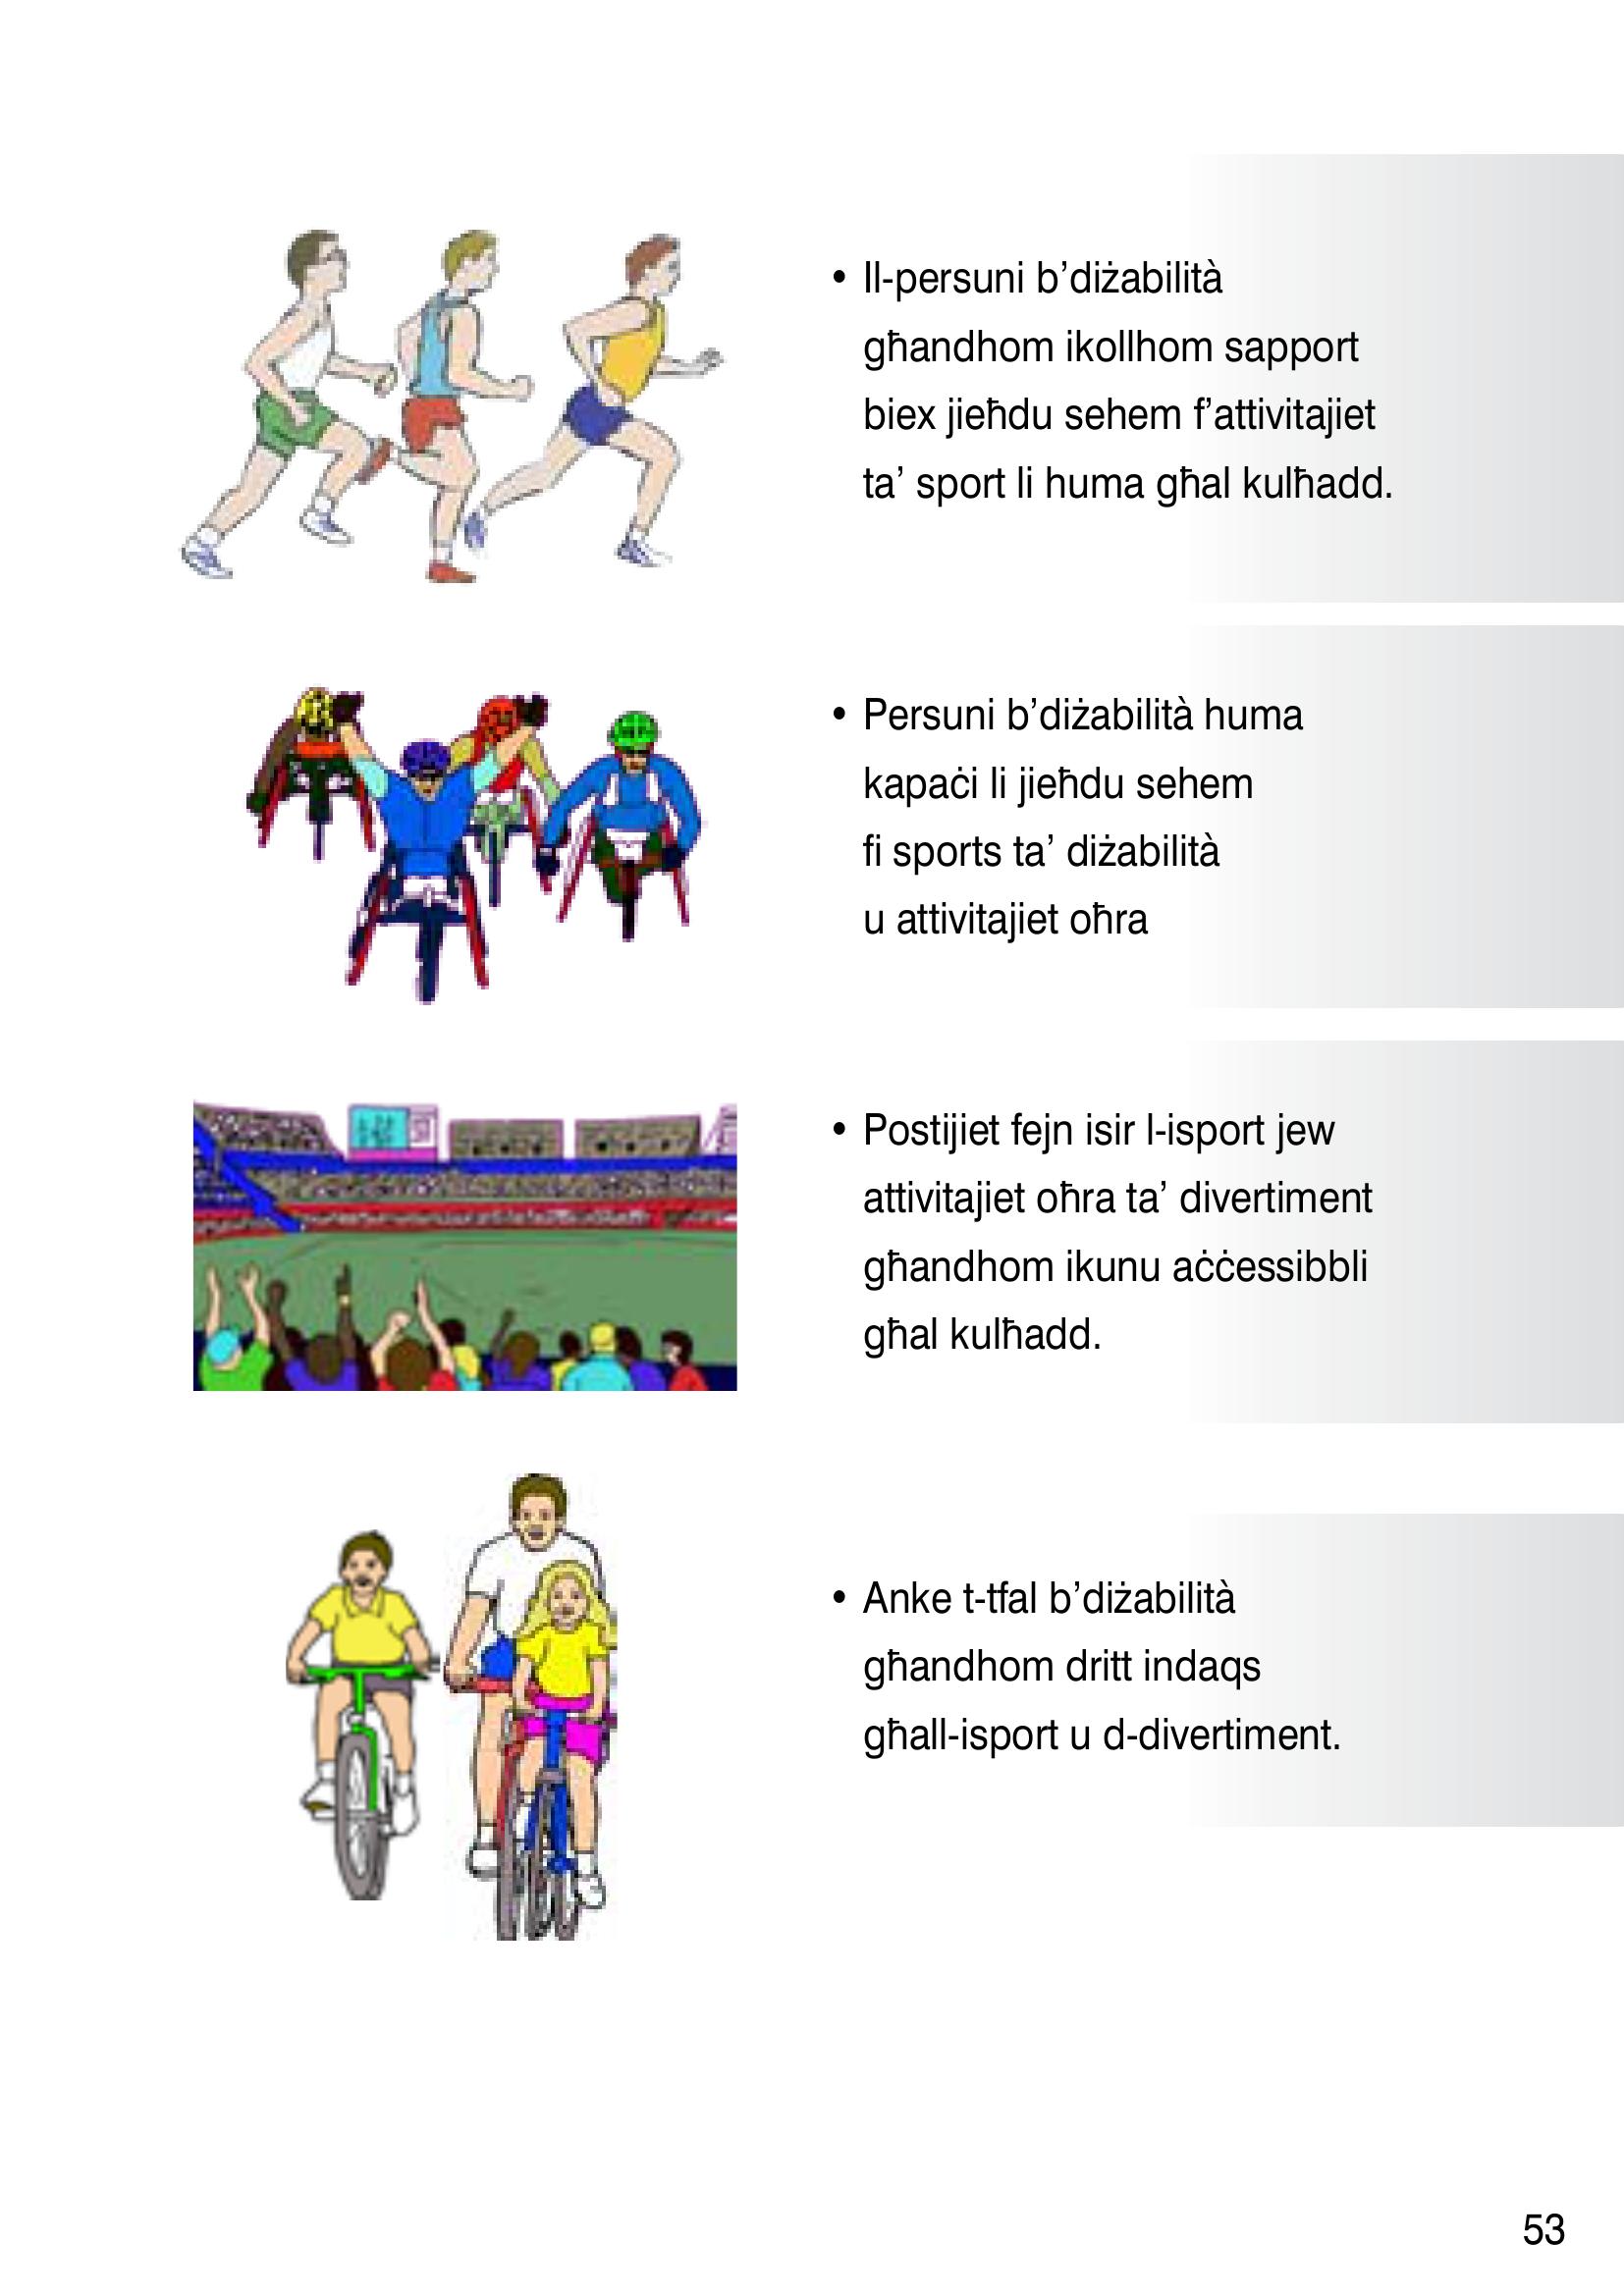 • Il-persuni b’diżabilità
għandhom ikollhom sapport
biex jieħdu sehem f’attivitajiet
ta’ sport li huma għal kulħadd.
• Persuni b’diżabilità huma
kapaċi li jieħdu sehem
fi sports ta’ diżabilità
u attivitajiet oħra
• Postijiet fejn isir l-isport jew
attivitajiet oħra ta’ divertiment
għandhom ikunu aċċessibbli
għal kulħadd.
• Anke t-tfal b’diżabilità
għandhom dritt indaqs
għall-isport u d-divertiment.
53